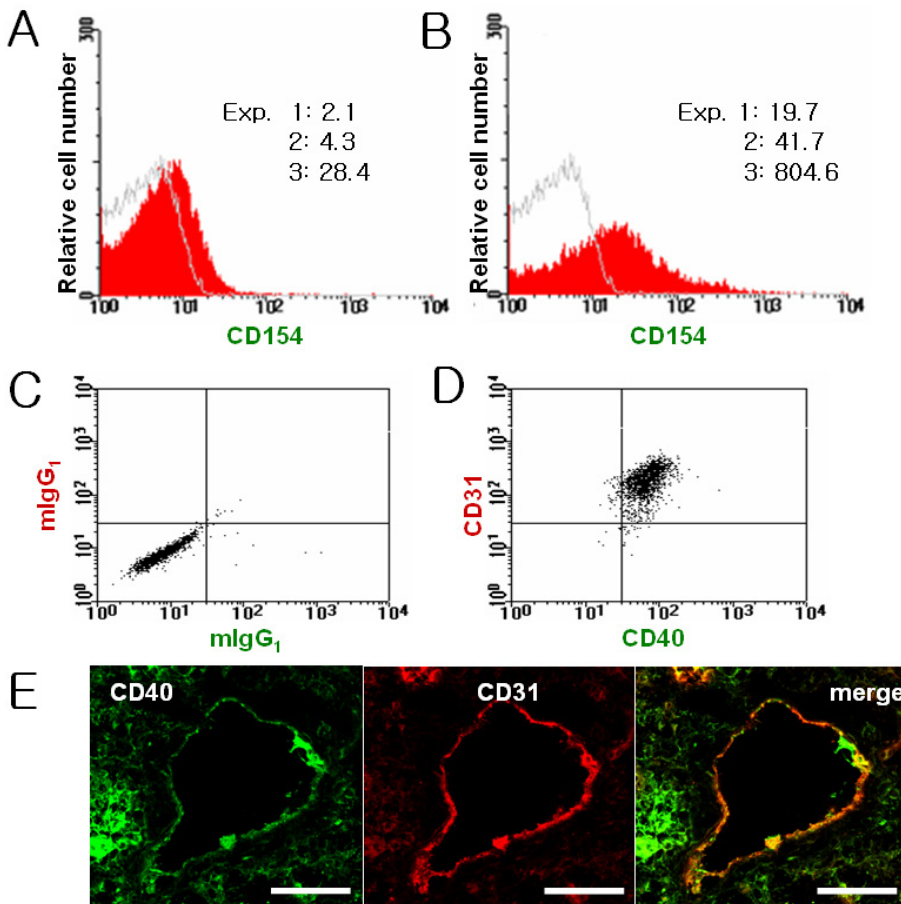 A
300
Relative cell number
0
Exp. 1: 2.1
2: 4.3
3: 28.4
10⁰ 10¹ 10² 10³ 10⁴
CD154
B
300
Relative cell number
0
Exp. 1: 19.7
2: 41.7
3: 804.6
10⁰ 10¹ 10² 10³ 10⁴
CD154
C
mIgG₁
10⁴
10³
10²
10¹
10⁰
10⁰ 10¹ 10² 10³ 10⁴
mIgG₁
D
CD31
10⁴
10³
10²
10¹
10⁰
10⁰ 10¹ 10² 10³ 10⁴
CD40
E
CD40
CD31
merge